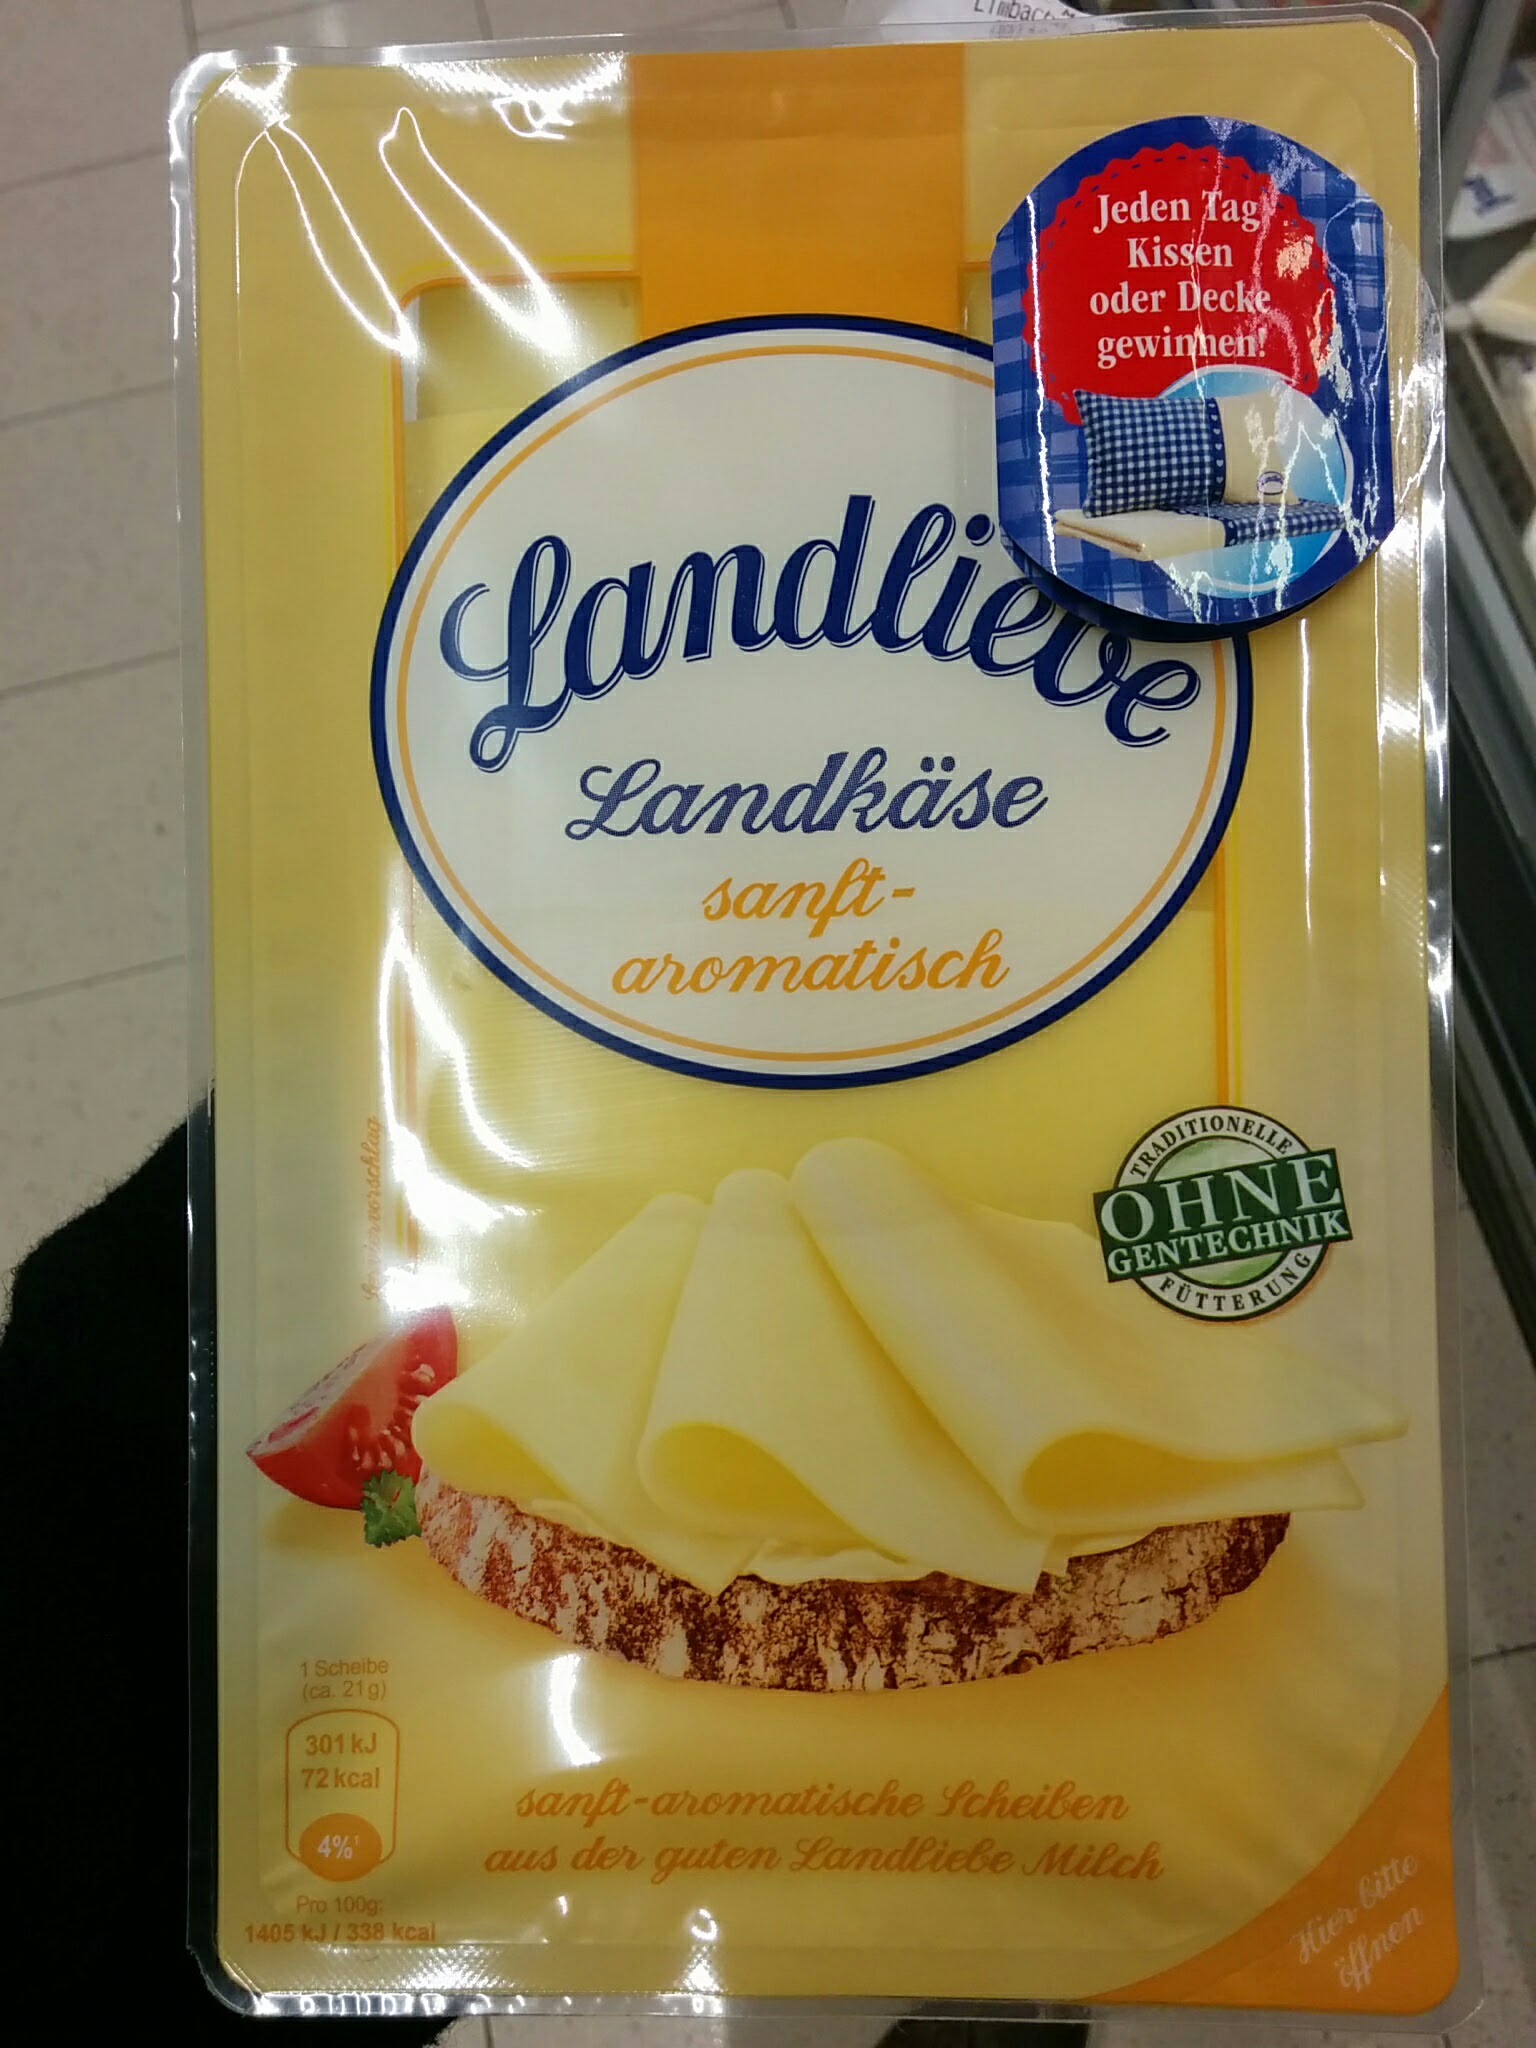 Jeden Tag
Kissen
oder Decke
gewinnen!
Landliebe
Landkäse
sanft-
aromatisch
TRADITIONELLE
OHNE
GENTECHNIK
FÜTTERUNG
Serviervorschlag
1 Scheibe
(ca. 21g)
301 kJ
72 kcal
4%¹
Pro 100g:
1405 kJ / 338 kcal
sanft-aromatische Scheiben
aus der guten Landliebe Milch
Hier bitte
öffnen